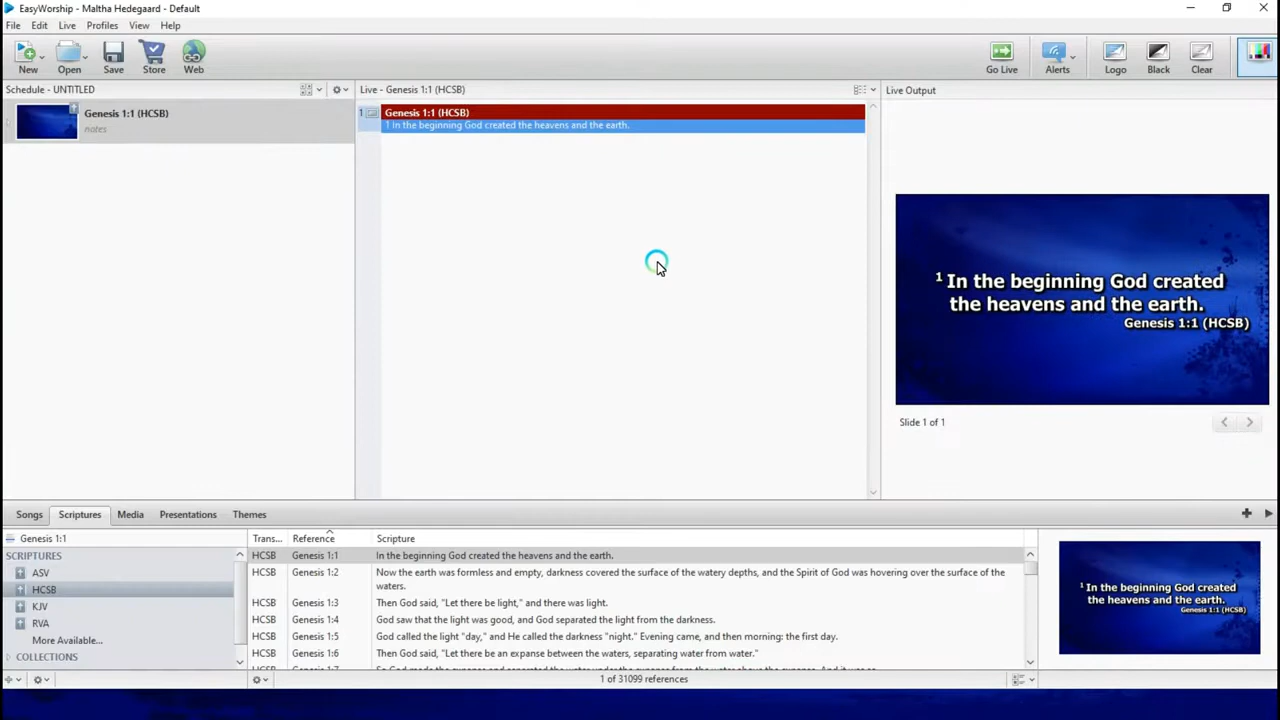 EasyWorship - Maltha Hedegaard - Default
File Edit Live Profiles View Help
New Open Save Store Web Go Live Alerts Logo Black Clear
Schedule - UNTITLED
Genesis 1:1 (HCSB)
notes
Live - Genesis 1:1 (HCSB)
1 Genesis 1:1 (HCSB)
1 In the beginning God created the heavens and the earth.
Live Output
1 In the beginning God created
the heavens and the earth.
Genesis 1:1 (HCSB)
Slide 1 of 1
Songs Scriptures Media Presentations Themes
Genesis 1:1
SCRIPTURES
ASV
HCSB
KJV
RVA
More Available...
COLLECTIONS
Trans... Reference Scripture
HCSB Genesis 1:1 In the beginning God created the heavens and the earth.
HCSB Genesis 1:2 Now the earth was formless and empty, darkness covered the surface of the watery depths, and the Spirit of God was hovering over the surface of the
waters.
HCSB Genesis 1:3 Then God said, "Let there be light," and there was light.
HCSB Genesis 1:4 God saw that the light was good, and God separated the light from the darkness.
HCSB Genesis 1:5 God called the light "day," and He called the darkness "night." Evening came, and then morning: the first day.
HCSB Genesis 1:6 Then God said, "Let there be an expanse between the waters, separating water from water."
1 of 31099 references
1 In the beginning God created
the heavens and the earth.
Genesis 1:1 (HCSB)